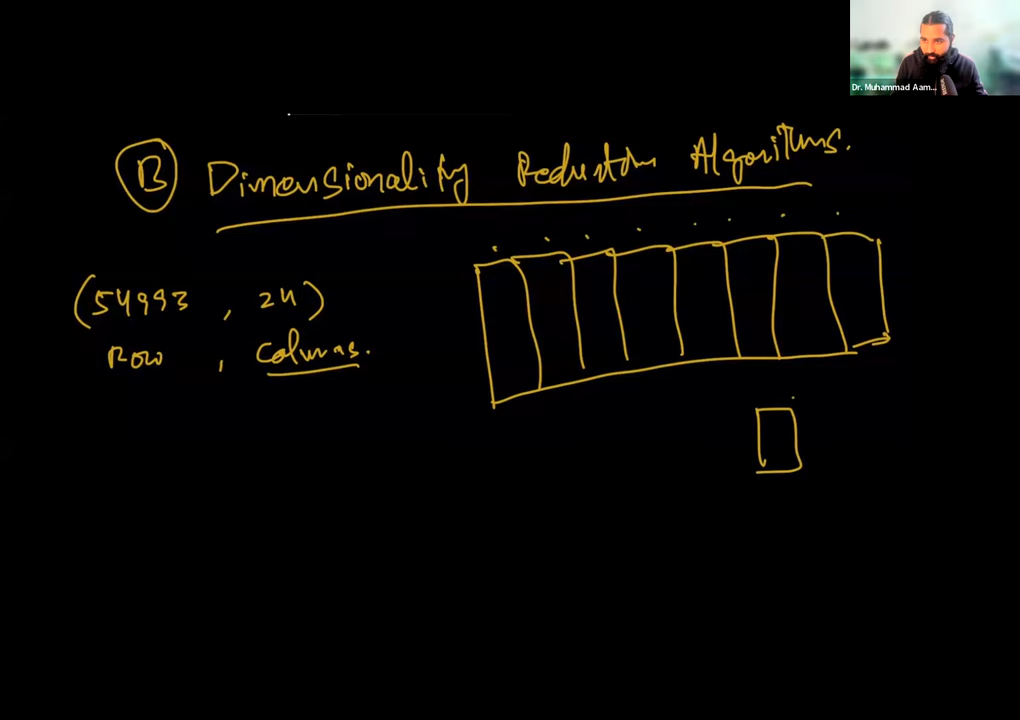 Dr. Muhammad Aam...
B Dimensionality Reduction Algorithms.
(54993 , 24)
Row , Columns.